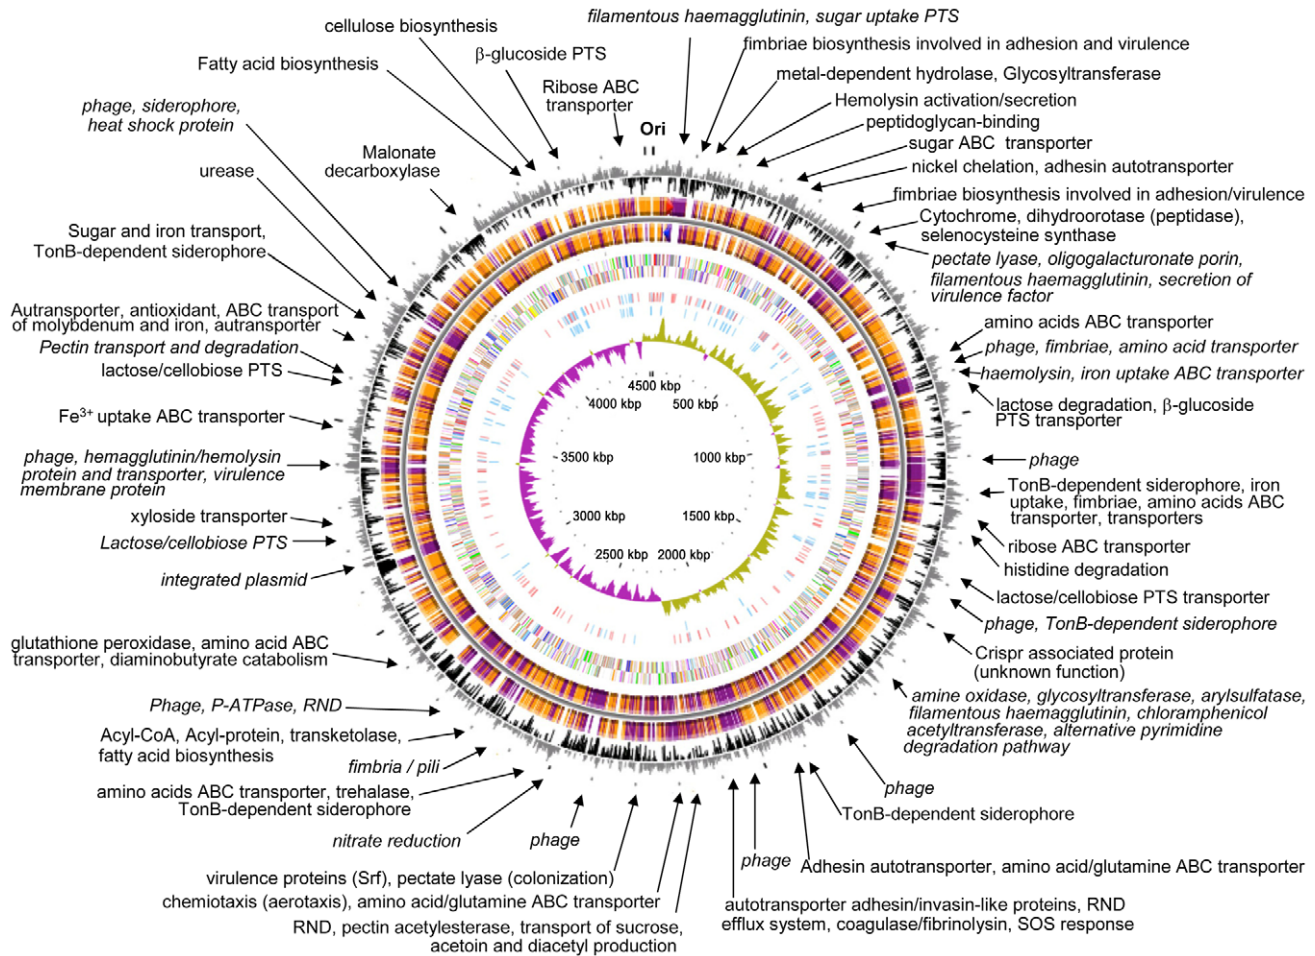 filamentous haemagglutinin, sugar uptake PTS
cellulose biosynthesis
fimbriae biosynthesis involved in adhesion and virulence
β-glucoside PTS
Fatty acid biosynthesis
metal-dependent hydrolase, Glycosyltransferase
Ribose ABC
transporter
Hemolysin activation/secretion
phage, siderophore,
heat shock protein
Ori
peptidoglycan-binding
sugar ABC transporter
Malonate
decarboxylase
nickel chelation, adhesin autotransporter
urease
fimbriae biosynthesis involved in adhesion/virulence
Cytochrome, dihydroorotase (peptidase),
selenocysteine synthase
Sugar and iron transport,
TonB-dependent siderophore
pectate lyase, oligogalacturonate porin,
filamentous haemagglutinin, secretion of
virulence factor
Autransporter, antioxidant, ABC transport
of molybdenum and iron, autransporter
amino acids ABC transporter
Pectin transport and degradation
phage, fimbriae, amino acid transporter
lactose/cellobiose PTS
haemolysin, iron uptake ABC transporter
4500 kbp
4000 kbp
500 kbp
lactose degradation, β-glucoside
PTS transporter
Fe3+ uptake ABC transporter
phage, hemagglutinin/hemolysin
protein and transporter, virulence
membrane protein
3500 kbp
1000 kbp
phage
TonB-dependent siderophore, iron
uptake, fimbriae, amino acids ABC
transporter, transporters
xyloside transporter
3000 kbp
1500 kbp
Lactose/cellobiose PTS
ribose ABC transporter
2500 kbp
2000 kbp
histidine degradation
integrated plasmid
lactose/cellobiose PTS transporter
phage, TonB-dependent siderophore
glutathione peroxidase, amino acid ABC
transporter, diaminobutyrate catabolism
Crispr associated protein
(unknown function)
Phage, P-ATPase, RND
amine oxidase, glycosyltransferase, arylsulfatase,
filamentous haemagglutinin, chloramphenicol
acetyltransferase, alternative pyrimidine
degradation pathway
Acyl-CoA, Acyl-protein, transketolase,
fatty acid biosynthesis
fimbria / pili
amino acids ABC transporter, trehalase,
TonB-dependent siderophore
phage
TonB-dependent siderophore
nitrate reduction
phage
phage
Adhesin autotransporter, amino acid/glutamine ABC transporter
virulence proteins (Srf), pectate lyase (colonization)
chemiotaxis (aerotaxis), amino acid/glutamine ABC transporter
autotransporter adhesin/invasin-like proteins, RND
efflux system, coagulase/fibrinolysin, SOS response
RND, pectin acetylesterase, transport of sucrose,
acetoin and diacetyl production